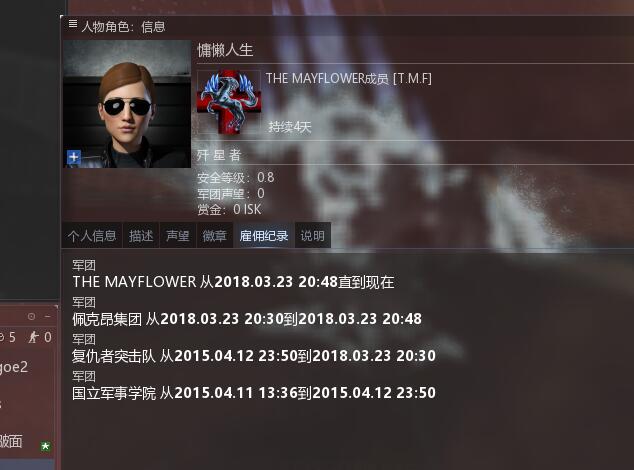 人物角色：信息
慵懒人生
THE MAYFLOWER成员 [T.M.F]
持续4天
歼 星 者
安全等级：0.8
军团声望：0
赏金：0 ISK
个人信息 描述 声望 徽章 雇佣纪录 说明
军团
THE MAYFLOWER 从2018.03.23 20:48直到现在
军团
佩克昂集团 从2018.03.23 20:30到2018.03.23 20:48
军团
复仇者突击队 从2015.04.12 23:50到2018.03.23 20:30
军团
国立军事学院 从2015.04.11 13:36到2015.04.12 23:50
5 0
goe2
皱面